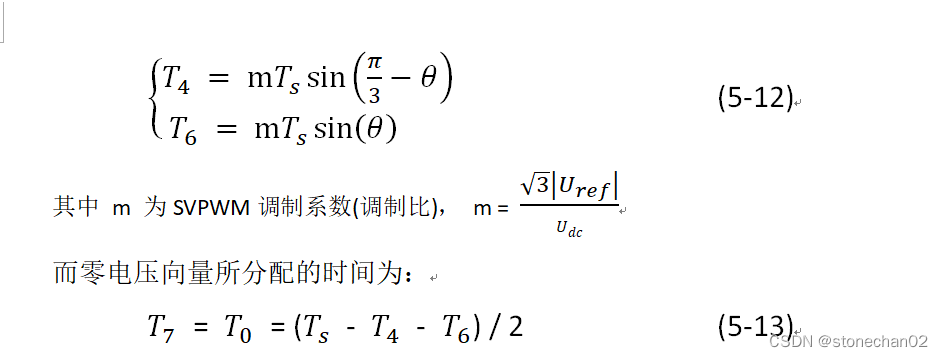 T₄ = mTₛ sin(π/3 − θ)
(5-12)
T₆ = mTₛ sin(θ)
其中 m 为 SVPWM 调制系数(调制比), m = √3|U_ref| / U_dc
而零电压向量所分配的时间为：
T₇ = T₀ = (Tₛ - T₄ - T₆) / 2 (5-13)
CSDN @stonechan02